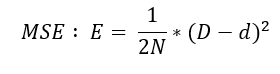 MSE : E = 1/2N * (D − d)²